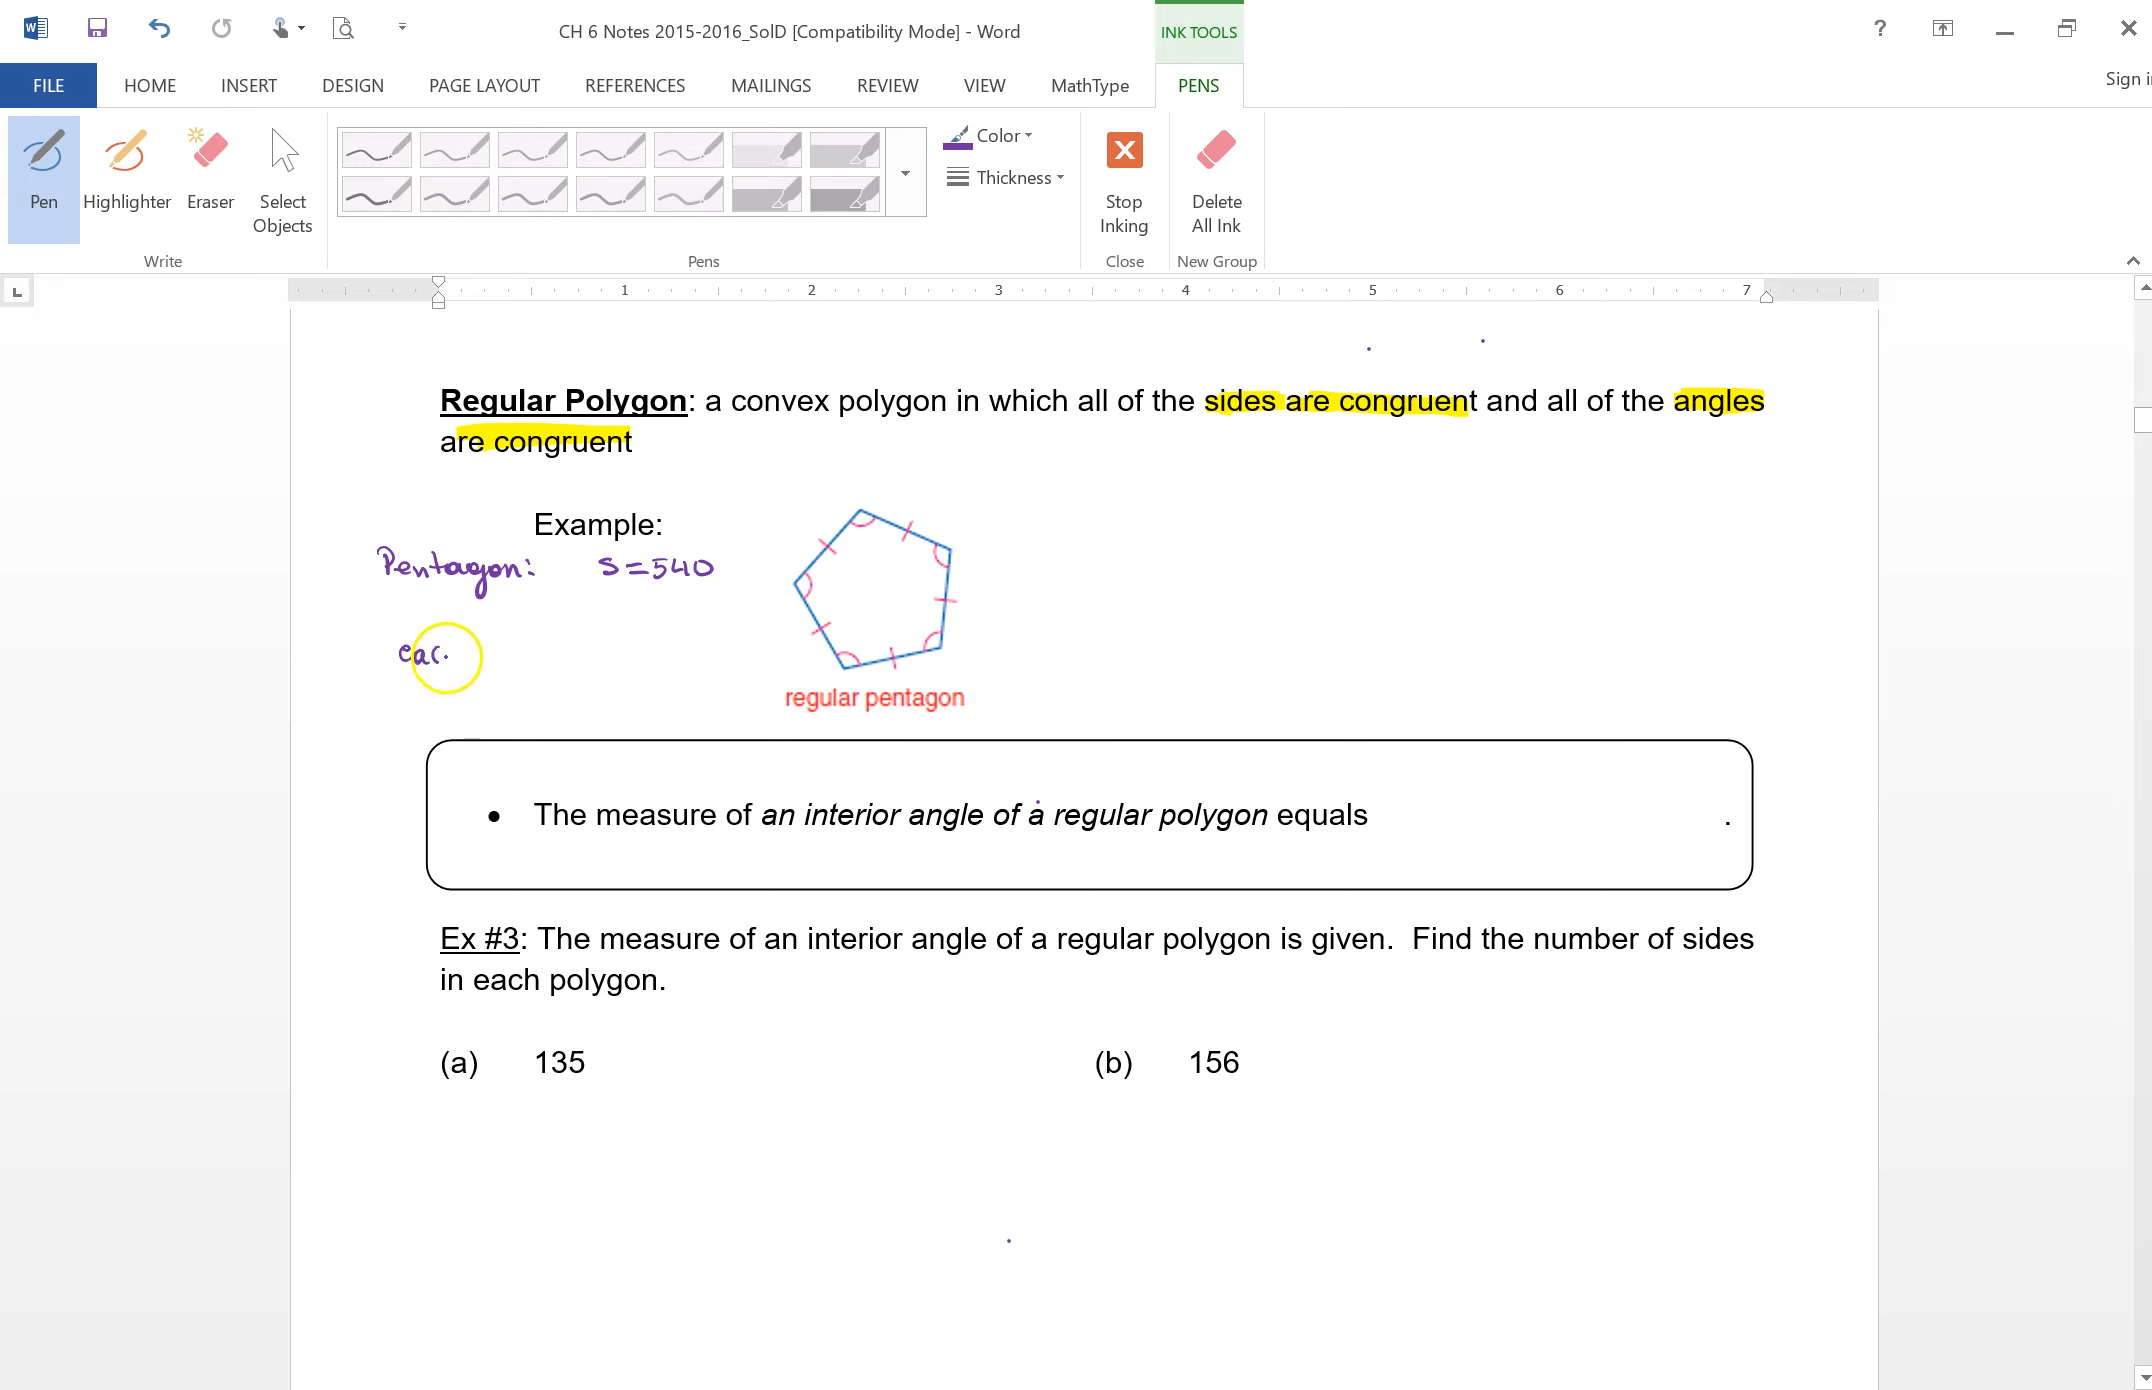 CH 6 Notes 2015-2016_SolD [Compatibility Mode] - Word
INK TOOLS
?
FILE HOME INSERT DESIGN PAGE LAYOUT REFERENCES MAILINGS REVIEW VIEW MathType PENS
Sign i
Pen Highlighter Eraser Select Objects
Color
Thickness
Stop Inking
Delete All Ink
Write Pens Close New Group
1 2 3 4 5 6 7
Regular Polygon: a convex polygon in which all of the sides are congruent and all of the angles
are congruent
Example:
Pentagon: S=540
eac
regular pentagon
• The measure of an interior angle of a regular polygon equals .
Ex #3: The measure of an interior angle of a regular polygon is given. Find the number of sides
in each polygon.
(a) 135 (b) 156